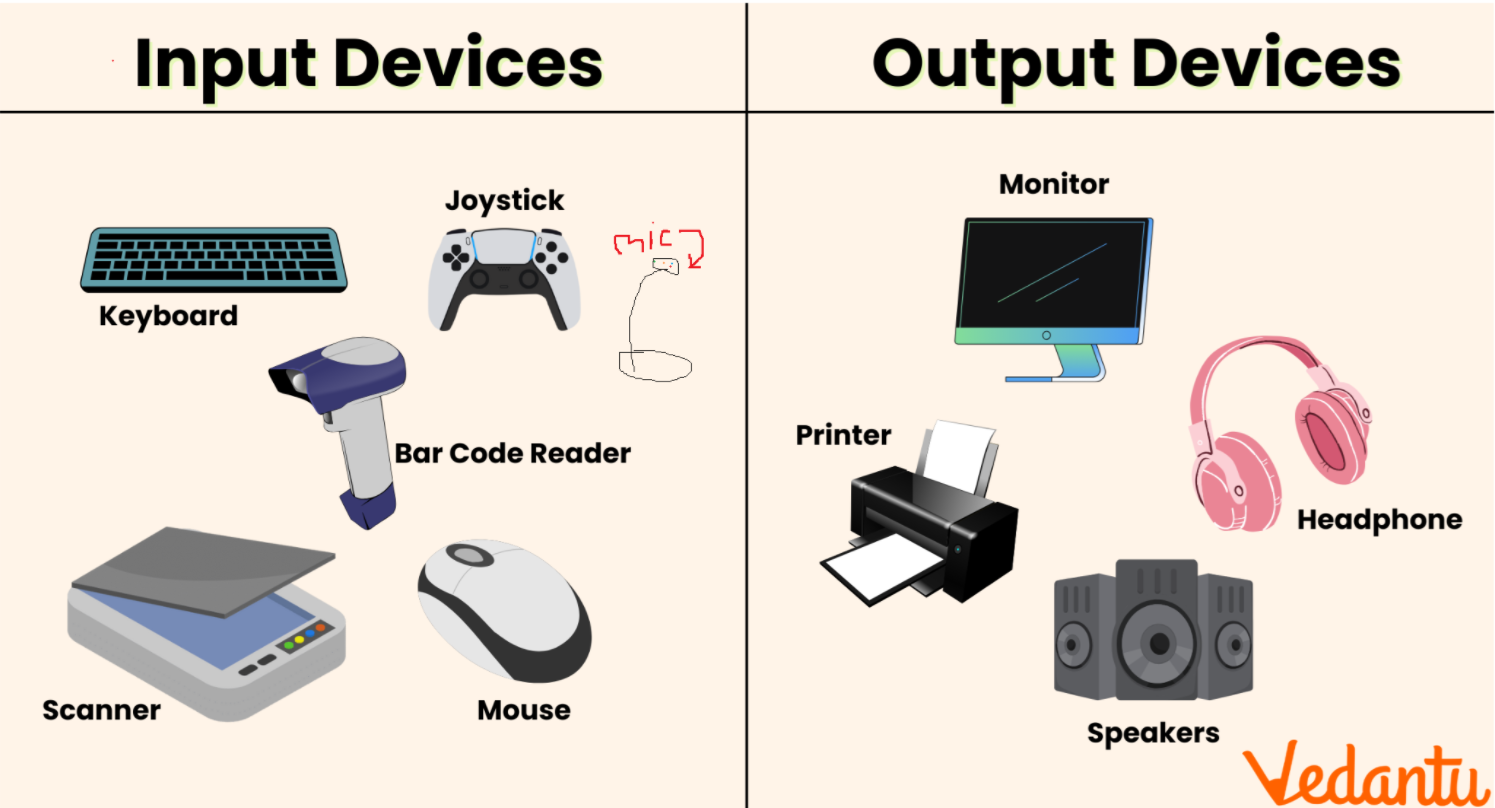 Input Devices
Output Devices
Joystick
mic
Keyboard
Bar Code Reader
Scanner
Mouse
Monitor
Printer
Headphone
Speakers
Vedantu